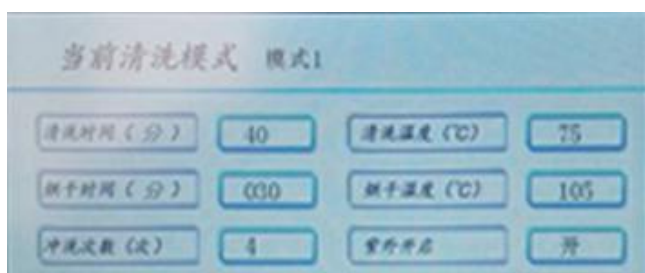 当前清洗模式 模式1
清洗时间（分） 40 清洗温度（℃） 75
烘干时间（分） 030 烘干温度（℃） 105
冲洗次数（次） 4 紫外开启 开